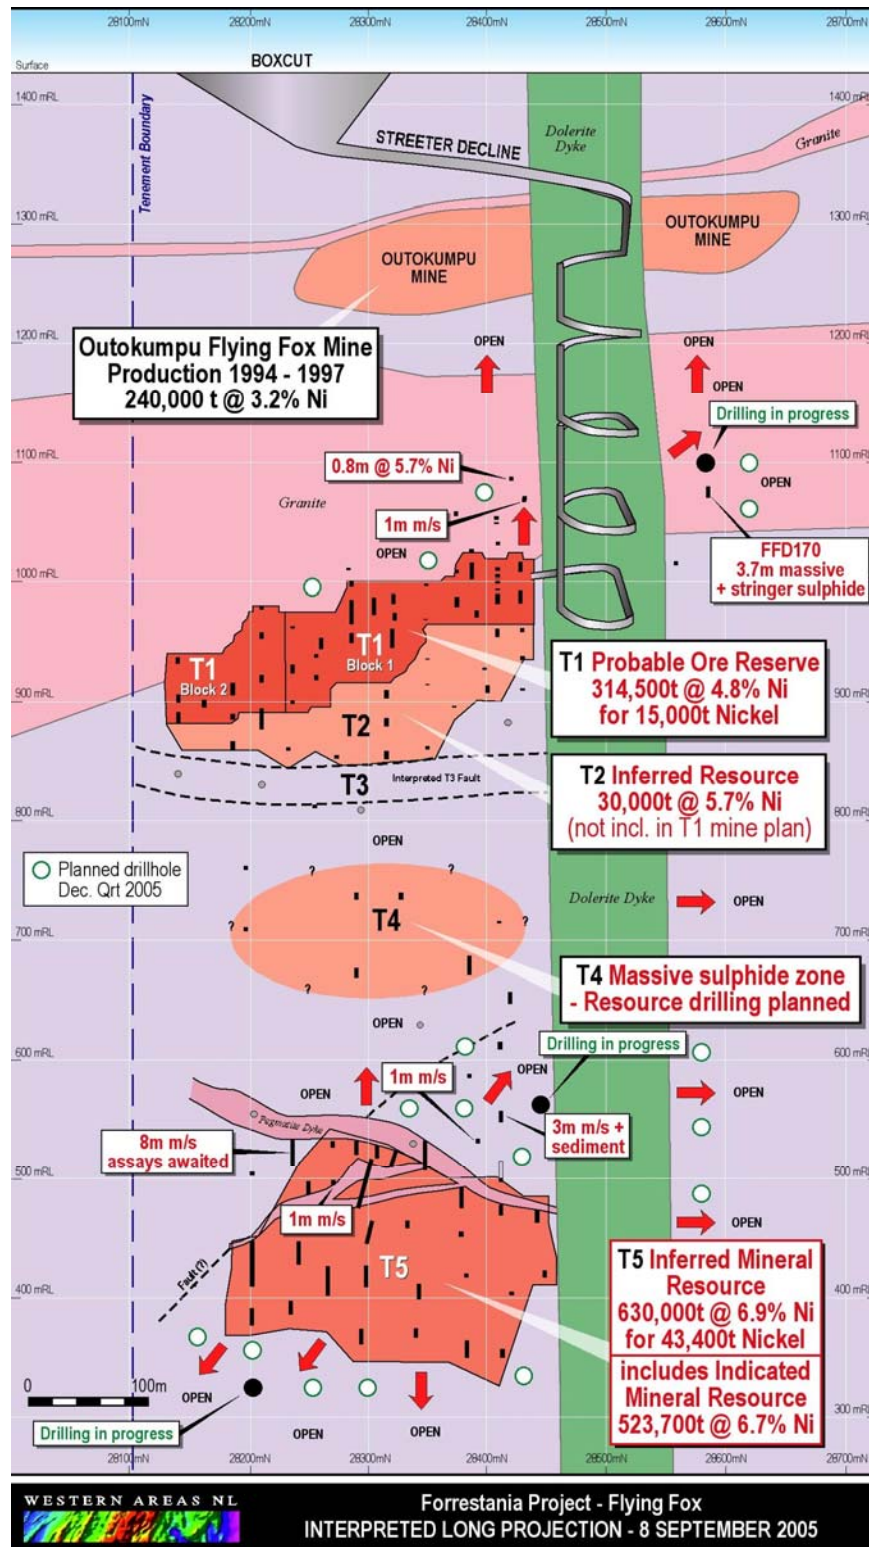 28100mN 28200mN 28300mN 28400mN 28500mN 28600mN 28700mN
Surface
BOXCUT
1400 mRL
1400 mRL
STREETER DECLINE
Dolerite
Dyke
Granite
Tenement Boundary
1300 mRL
1300 mRL
OUTOKUMPU
MINE
OUTOKUMPU
MINE
1200 mRL
1200 mRL
Outokumpu Flying Fox Mine
Production 1994 - 1997
240,000 t @ 3.2% Ni
OPEN
OPEN
OPEN
Drilling in progress
1100 mRL
1100 mRL
0.8m @ 5.7% Ni
OPEN
Granite
1m m/s
FFD170
3.7m massive
+ stringer sulphide
OPEN
1000 mRL
T1
Block 1
T1
Block 2
T1 Probable Ore Reserve
314,500t @ 4.8% Ni
for 15,000t Nickel
900 mRL
T2
T3
Interpreted T3 Fault
T2 Inferred Resource
30,000t @ 5.7% Ni
(not incl. in T1 mine plan)
800 mRL
800 mRL
OPEN
Planned drillhole
Dec. Qrt 2005
?
?
?
?
?
?
T4
Dolerite Dyke
OPEN
700 mRL
700 mRL
T4 Massive sulphide zone
- Resource drilling planned
OPEN
Drilling in progress
600 mRL
600 mRL
OPEN
1m m/s
OPEN
OPEN
Pegmatite Dyke
8m m/s
assays awaited
3m m/s +
sediment
500 mRL
500 mRL
1m m/s
OPEN
T5
Fault (?)
T5 Inferred Mineral
Resource
630,000t @ 6.9% Ni
for 43,400t Nickel
includes Indicated
Mineral Resource
523,700t @ 6.7% Ni
400 mRL
400 mRL
0 100m
OPEN
OPEN
OPEN
Drilling in progress
300 mRL
300 mRL
28100mN 28200mN 28300mN 28400mN 28500mN 28600mN 28700mN
WESTERN AREAS NL
Forrestania Project - Flying Fox
INTERPRETED LONG PROJECTION - 8 SEPTEMBER 2005